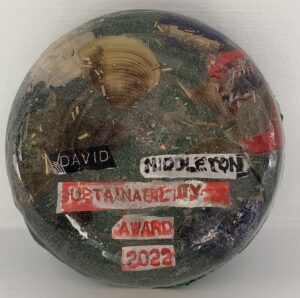 DAVID MIDDLETON
SUSTAINABILITY
AWARD
2022